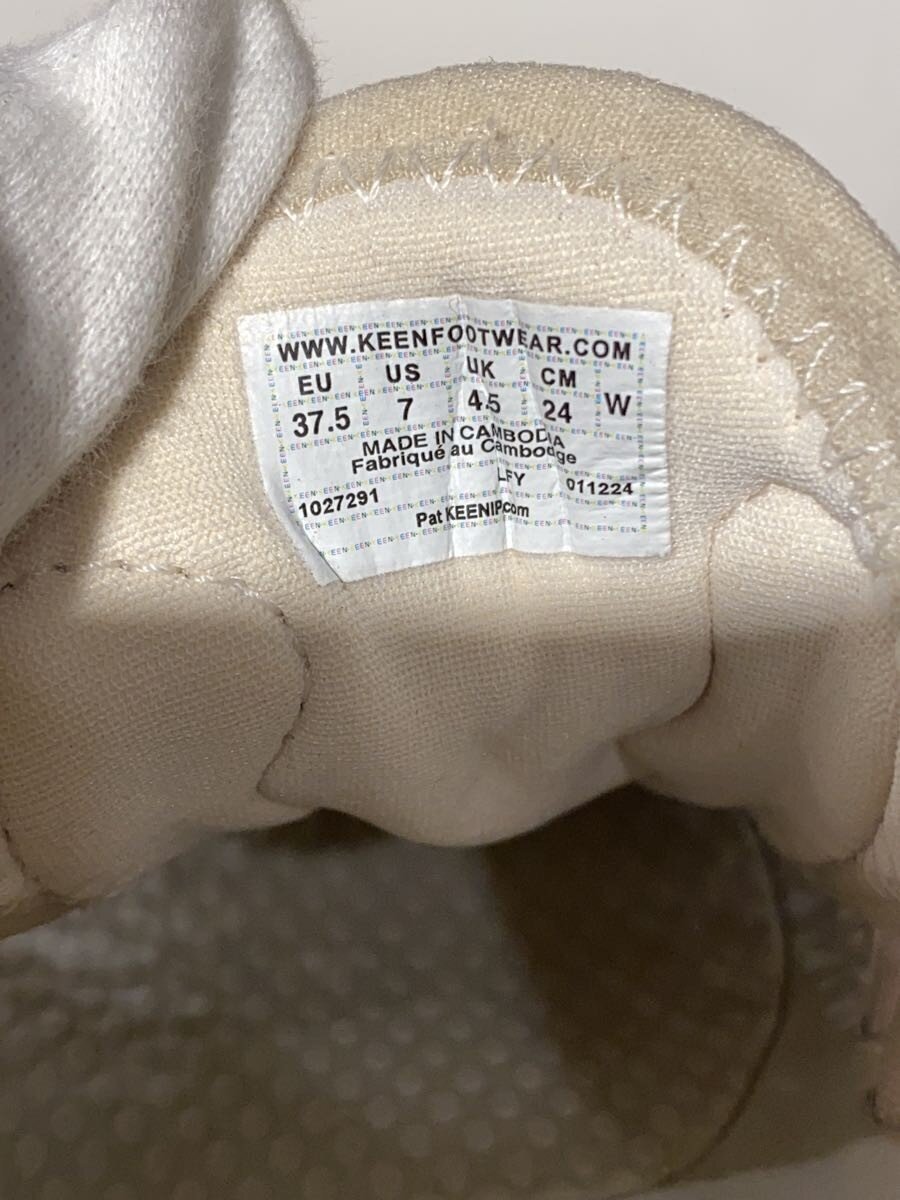 WWW.KEENFOOTWEAR.COM
EU US UK CM
37.5 7 4.5 24 W
MADE IN CAMBODIA
Fabriqué au Cambodge
LFY 011224
1027291
Pat KEENIP.com